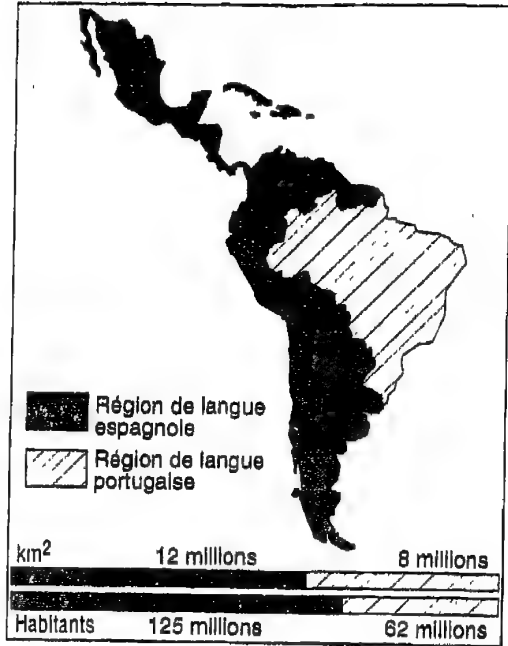 Région de langue
espagnole
Région de langue
portugaise
km² 12 millions 8 millions
Habitants 125 millions 62 millions